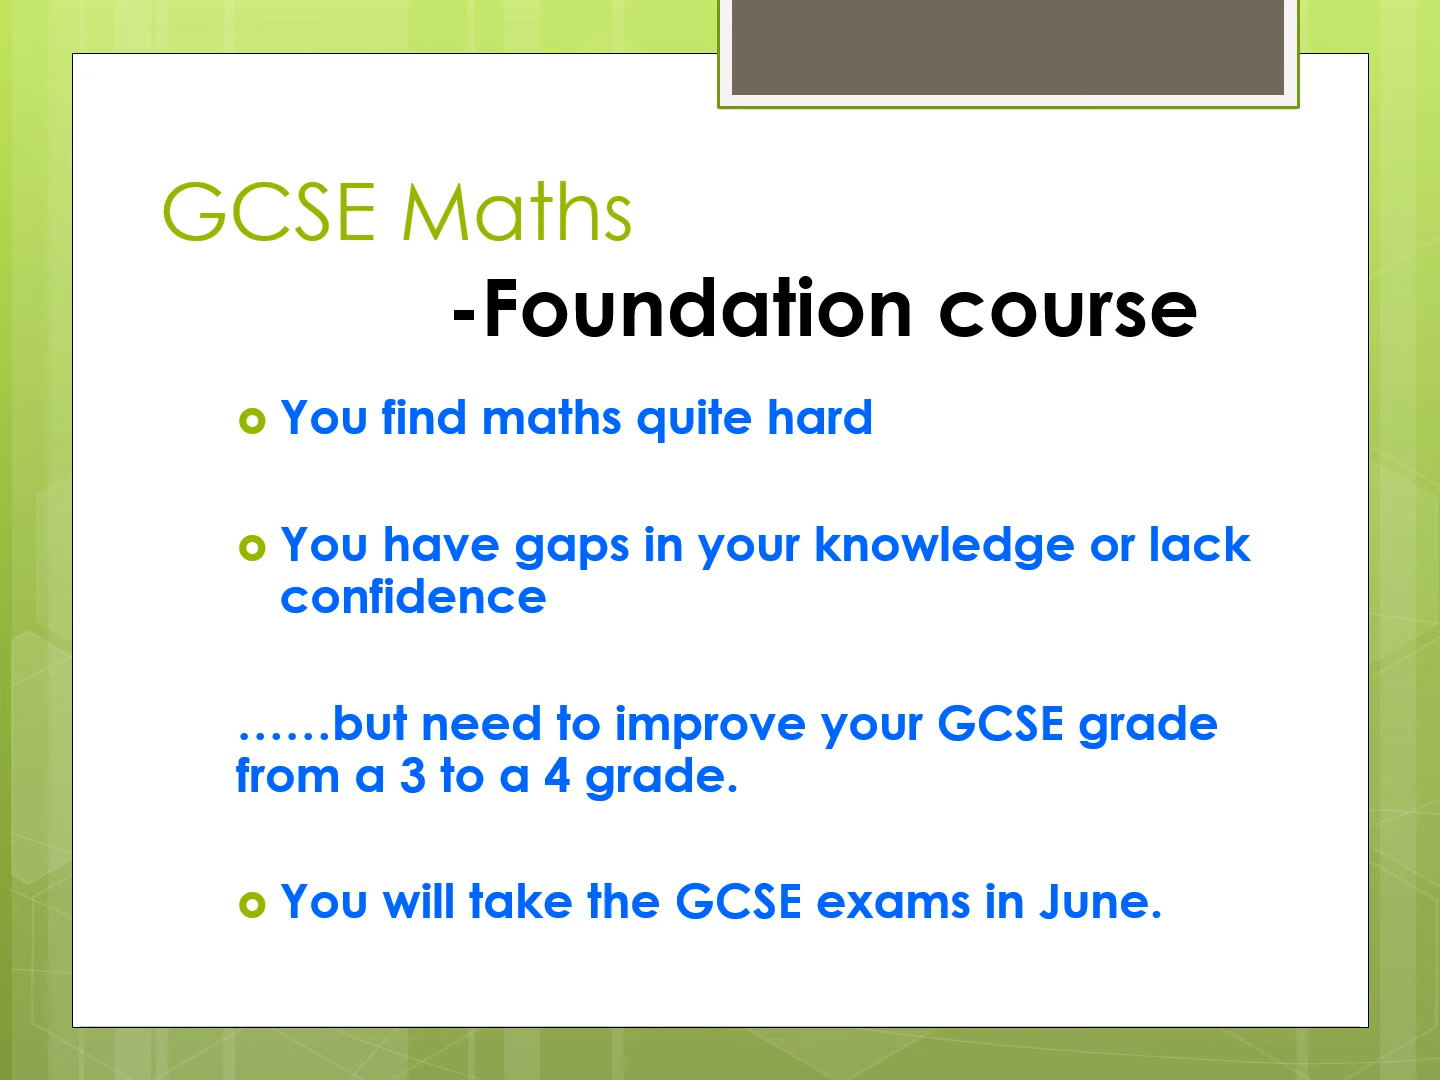 GCSE Maths
-Foundation course
You find maths quite hard
You have gaps in your knowledge or lack
confidence
……but need to improve your GCSE grade
from a 3 to a 4 grade.
You will take the GCSE exams in June.